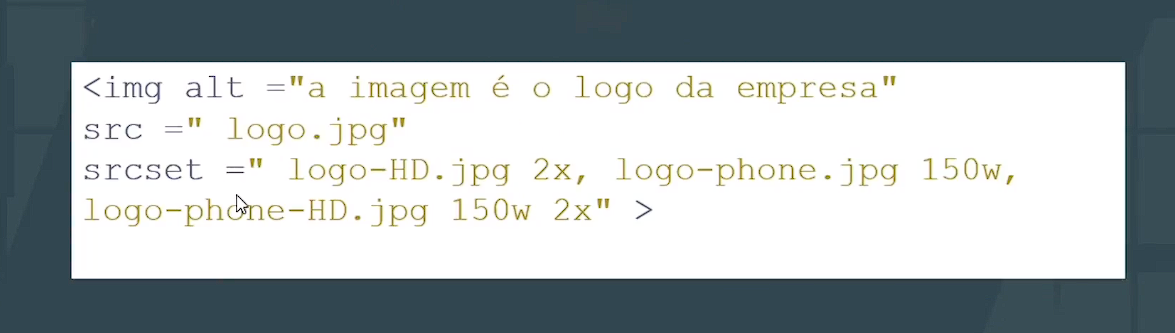 <img alt ="a imagem é o logo da empresa"
src =" logo.jpg"
srcset =" logo-HD.jpg 2x, logo-phone.jpg 150w,
logo-phone-HD.jpg 150w 2x" >